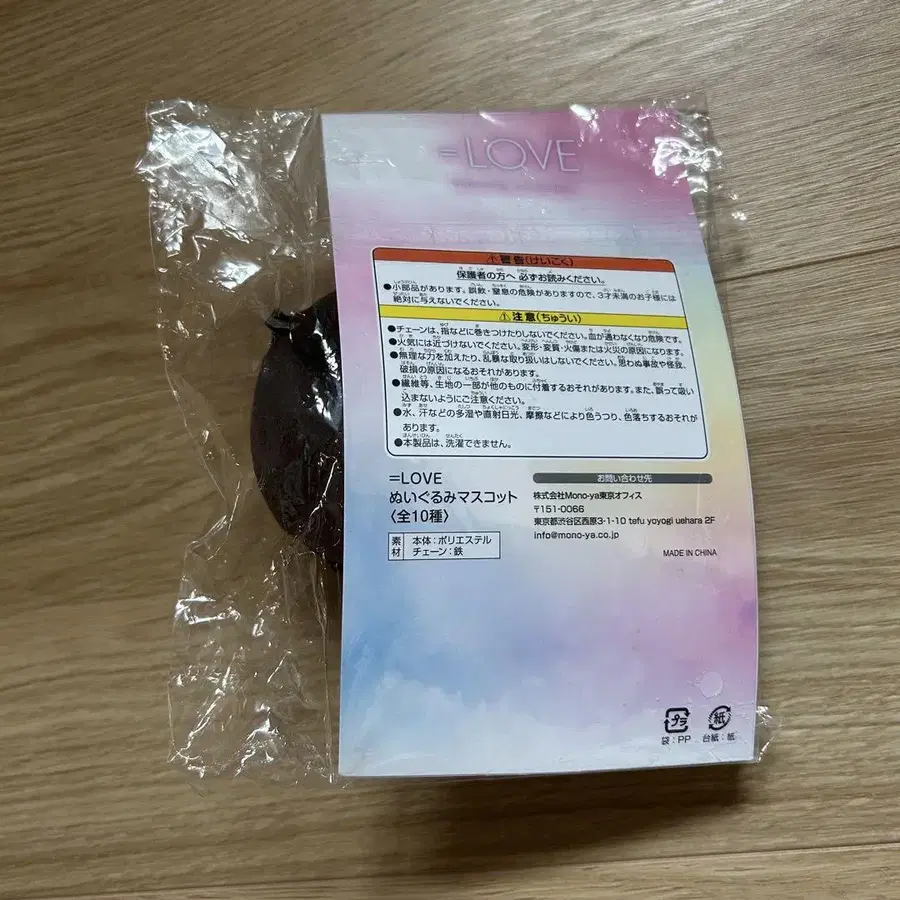 =LOVE
⚠警告(けいこく)
保護者の方へ 必ずお読みください。
●小部品があります。誤飲・窒息の危険がありますので、3才未満のお子様には
絶対に与えないでください。
⚠注意(ちゅうい)
●チェーンは、指などに巻きつけたりしないでください。血が通わなくなり危険です。
●火気には近づけないでください。変形・変質・火傷または火災の原因になります。
●無理な力を加えたり、乱暴な取り扱いはしないでください。思わぬ事故や怪我、
破損の原因になるおそれがあります。
●繊維等、生地の一部が他のものに付着するおそれがあります。また、誤って吸い
込まないようにご注意ください。
●水、汗などの多湿や直射日光、摩擦などにより色うつり、色落ちするおそれが
あります。
●本製品は、洗濯できません。
=LOVE
ぬいぐるみマスコット
〈全10種〉
素材
本体:ポリエステル
チェーン:鉄
お問い合わせ先
株式会社Mono-ya東京オフィス
〒151-0066
東京都渋谷区西原3-1-10 tefu yoyogi uehara 2F
info@mono-ya.co.jp
MADE IN CHINA
プラ 紙
袋:PP 台紙:紙